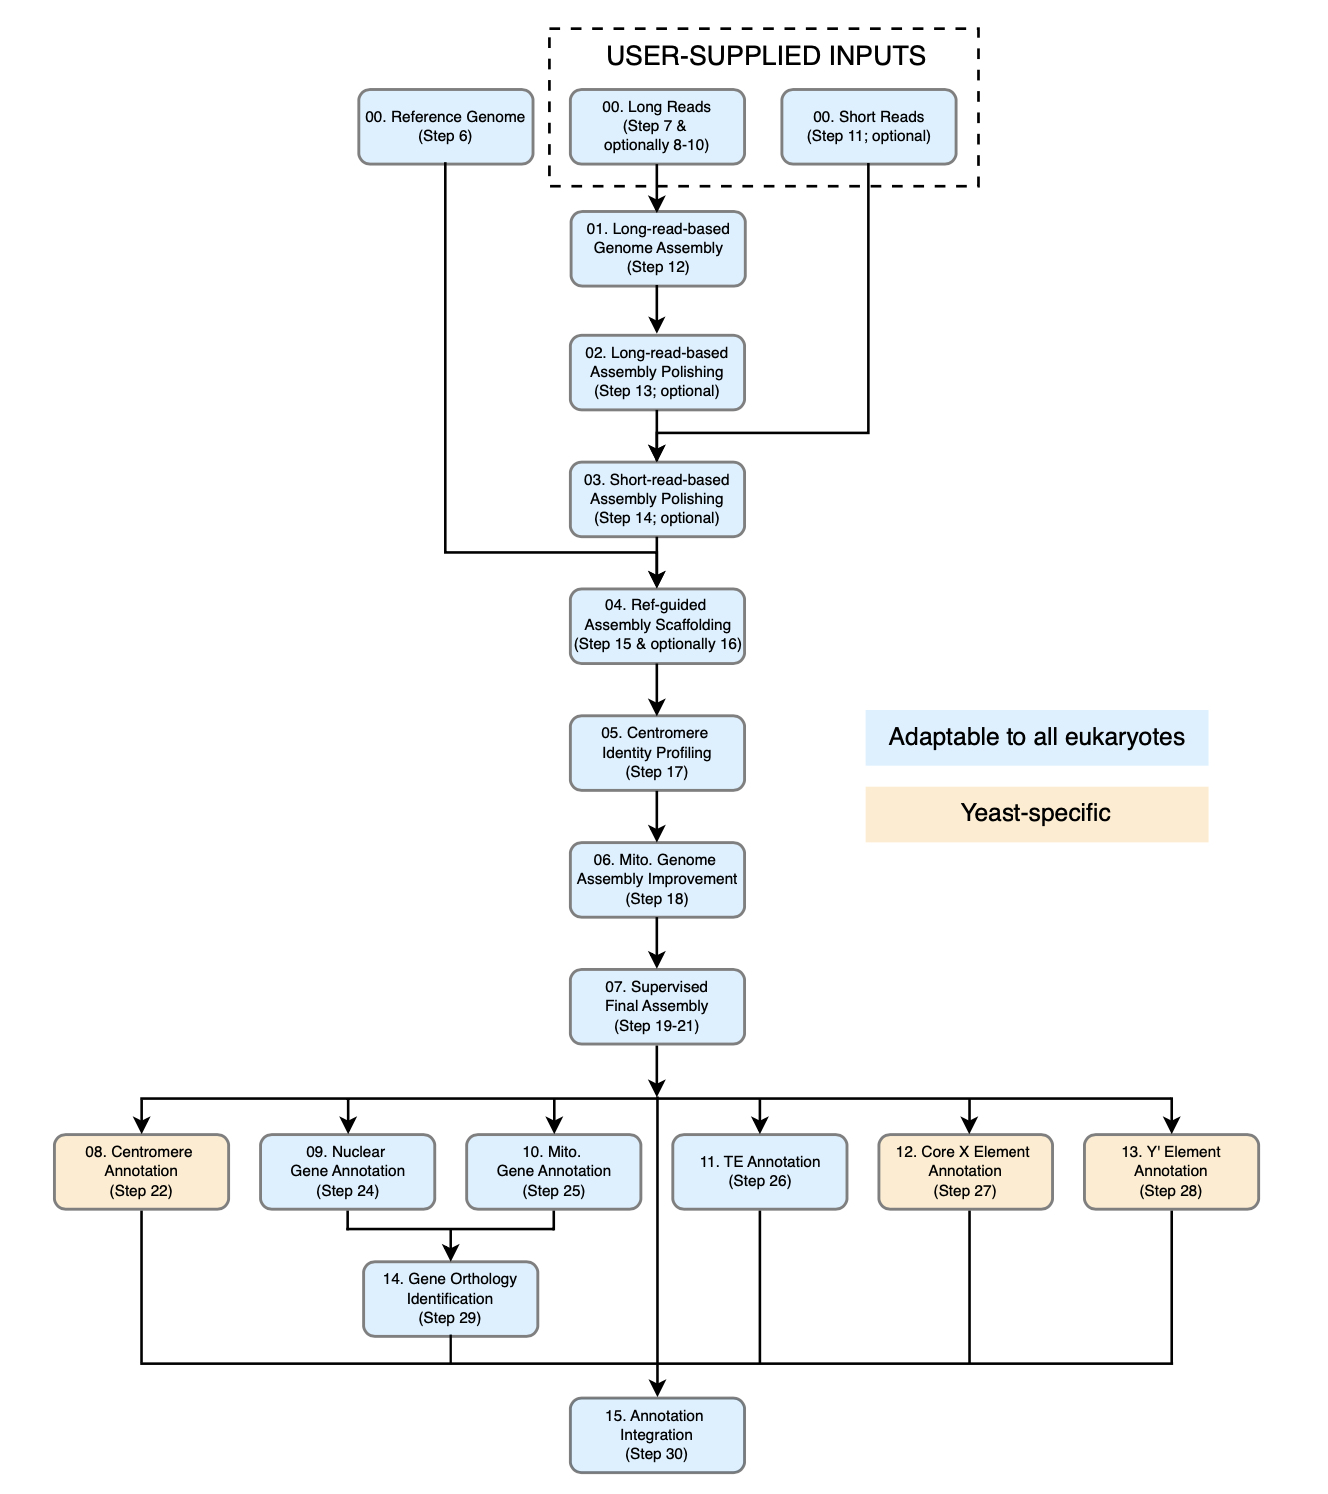 USER-SUPPLIED INPUTS
00. Reference Genome
(Step 6)
00. Long Reads
(Step 7 &
optionally 8-10)
00. Short Reads
(Step 11; optional)
01. Long-read-based
Genome Assembly
(Step 12)
02. Long-read-based
Assembly Polishing
(Step 13; optional)
03. Short-read-based
Assembly Polishing
(Step 14; optional)
04. Ref-guided
Assembly Scaffolding
(Step 15 & optionally 16)
05. Centromere
Identity Profiling
(Step 17)
Adaptable to all eukaryotes
Yeast-specific
06. Mito. Genome
Assembly Improvement
(Step 18)
07. Supervised
Final Assembly
(Step 19-21)
08. Centromere
Annotation
(Step 22)
09. Nuclear
Gene Annotation
(Step 24)
10. Mito.
Gene Annotation
(Step 25)
11. TE Annotation
(Step 26)
12. Core X Element
Annotation
(Step 27)
13. Y' Element
Annotation
(Step 28)
14. Gene Orthology
Identification
(Step 29)
15. Annotation
Integration
(Step 30)